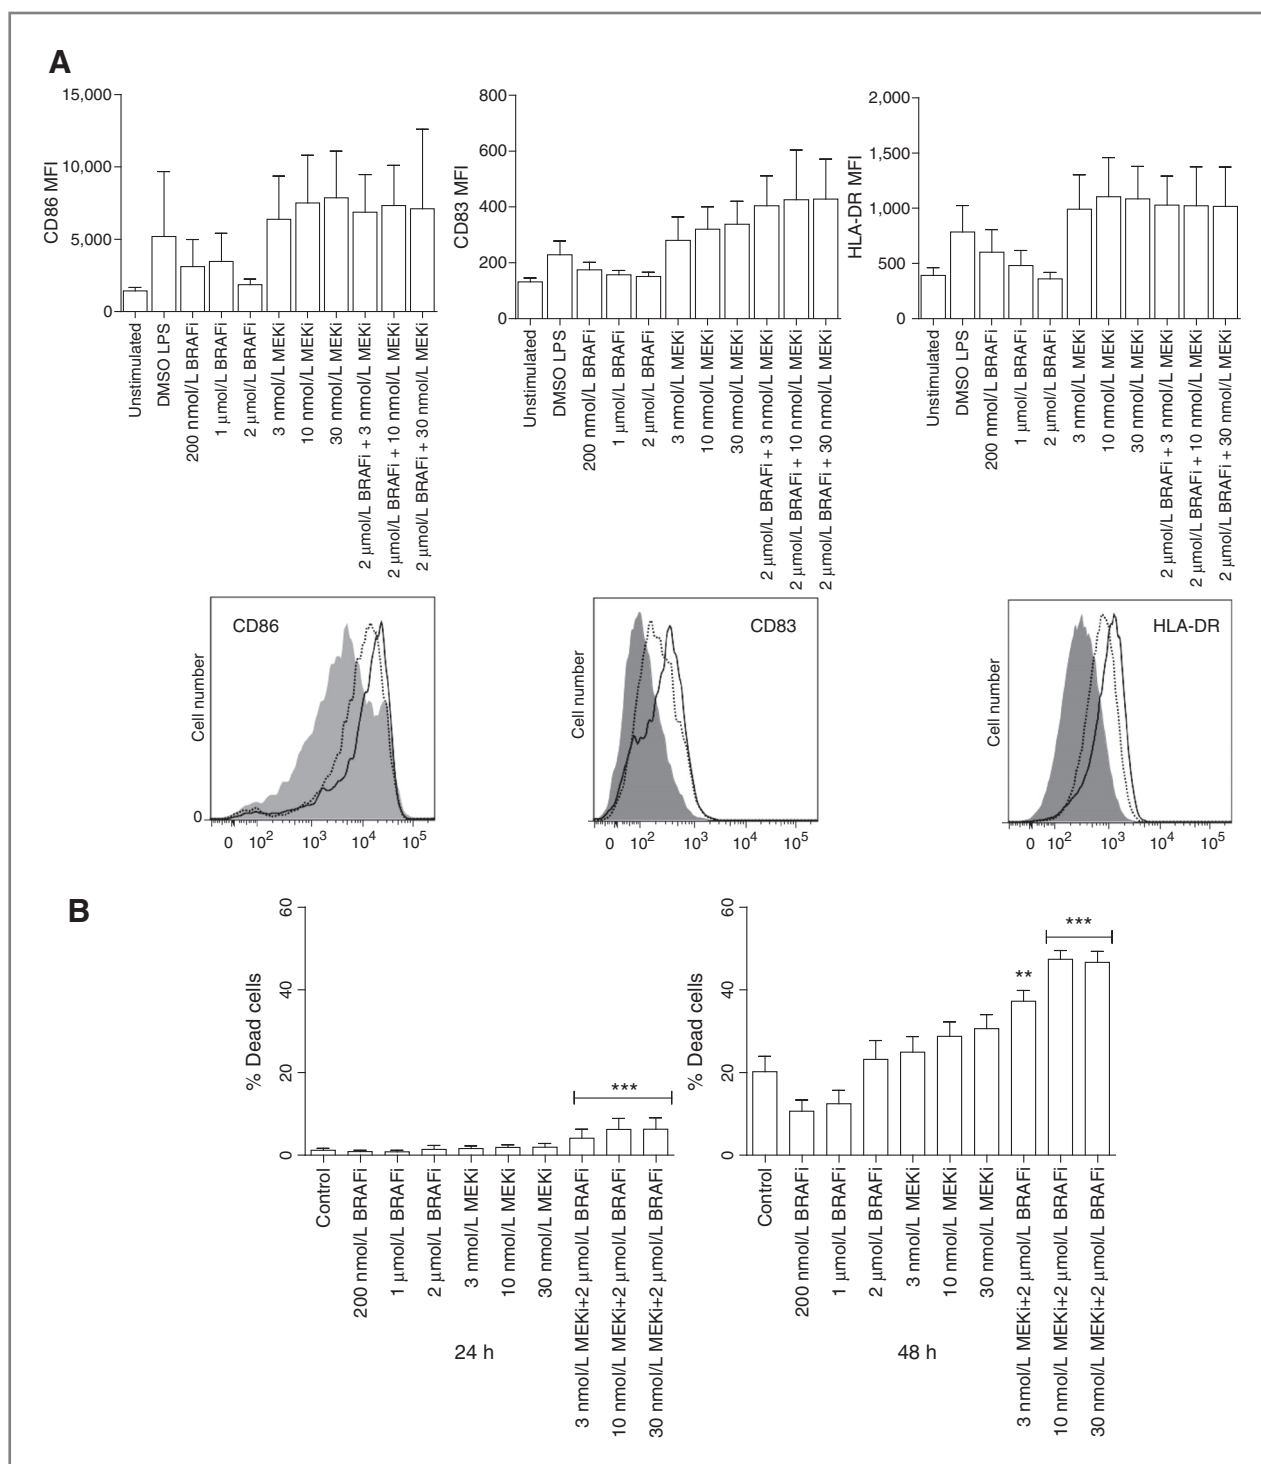 A
15,000
10,000
5,000
0
CD86 MFI
Unstimulated
DMSO LPS
200 nmol/L BRAFi
1 μmol/L BRAFi
2 μmol/L BRAFi
3 nmol/L MEKi
10 nmol/L MEKi
30 nmol/L MEKi
2 μmol/L BRAFi + 3 nmol/L MEKi
2 μmol/L BRAFi + 10 nmol/L MEKi
2 μmol/L BRAFi + 30 nmol/L MEKi
800
600
400
200
0
CD83 MFI
Unstimulated
DMSO LPS
200 nmol/L BRAFi
1 μmol/L BRAFi
2 μmol/L BRAFi
3 nmol/L MEKi
10 nmol/L MEKi
30 nmol/L MEKi
2 μmol/L BRAFi + 3 nmol/L MEKi
2 μmol/L BRAFi + 10 nmol/L MEKi
2 μmol/L BRAFi + 30 nmol/L MEKi
2,000
1,500
1,000
500
0
HLA-DR MFI
Unstimulated
DMSO LPS
200 nmol/L BRAFi
1 μmol/L BRAFi
2 μmol/L BRAFi
3 nmol/L MEKi
10 nmol/L MEKi
30 nmol/L MEKi
2 μmol/L BRAFi + 3 nmol/L MEKi
2 μmol/L BRAFi + 10 nmol/L MEKi
2 μmol/L BRAFi + 30 nmol/L MEKi
CD86
Cell number
0
0 10² 10³ 10⁴ 10⁵
CD83
Cell number
0 10² 10³ 10⁴ 10⁵
HLA-DR
Cell number
0 10² 10³ 10⁴ 10⁵
B
60
40
20
0
% Dead cells
***
Control
200 nmol/L BRAFi
1 μmol/L BRAFi
2 μmol/L BRAFi
3 nmol/L MEKi
10 nmol/L MEKi
30 nmol/L MEKi
3 nmol/L MEKi+2 μmol/L BRAFi
10 nmol/L MEKi+2 μmol/L BRAFi
30 nmol/L MEKi+2 μmol/L BRAFi
24 h
60
40
20
0
% Dead cells
**
***
Control
200 nmol/L BRAFi
1 μmol/L BRAFi
2 μmol/L BRAFi
3 nmol/L MEKi
10 nmol/L MEKi
30 nmol/L MEKi
3 nmol/L MEKi+2 μmol/L BRAFi
10 nmol/L MEKi+2 μmol/L BRAFi
30 nmol/L MEKi+2 μmol/L BRAFi
48 h